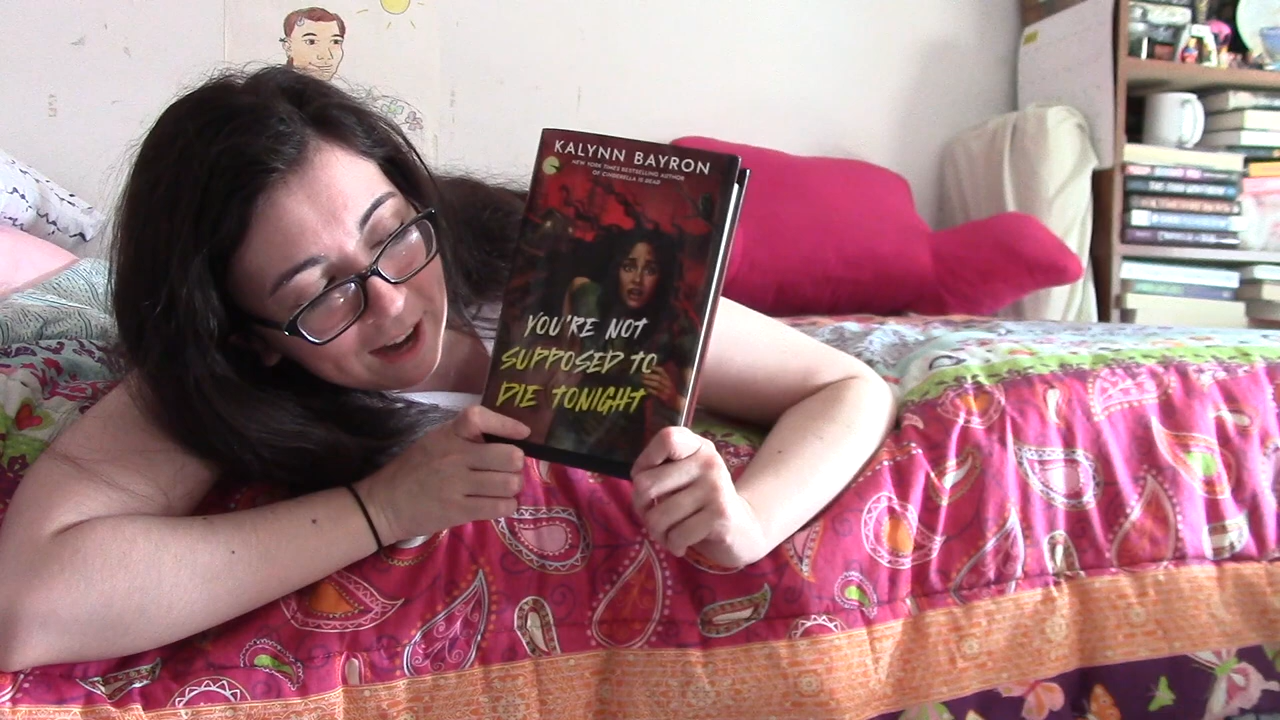 KALYNN BAYRON
NEW YORK TIMES BESTSELLING AUTHOR
OF CINDERELLA IS DEAD
YOU'RE NOT
SUPPOSED TO
DIE TONIGHT